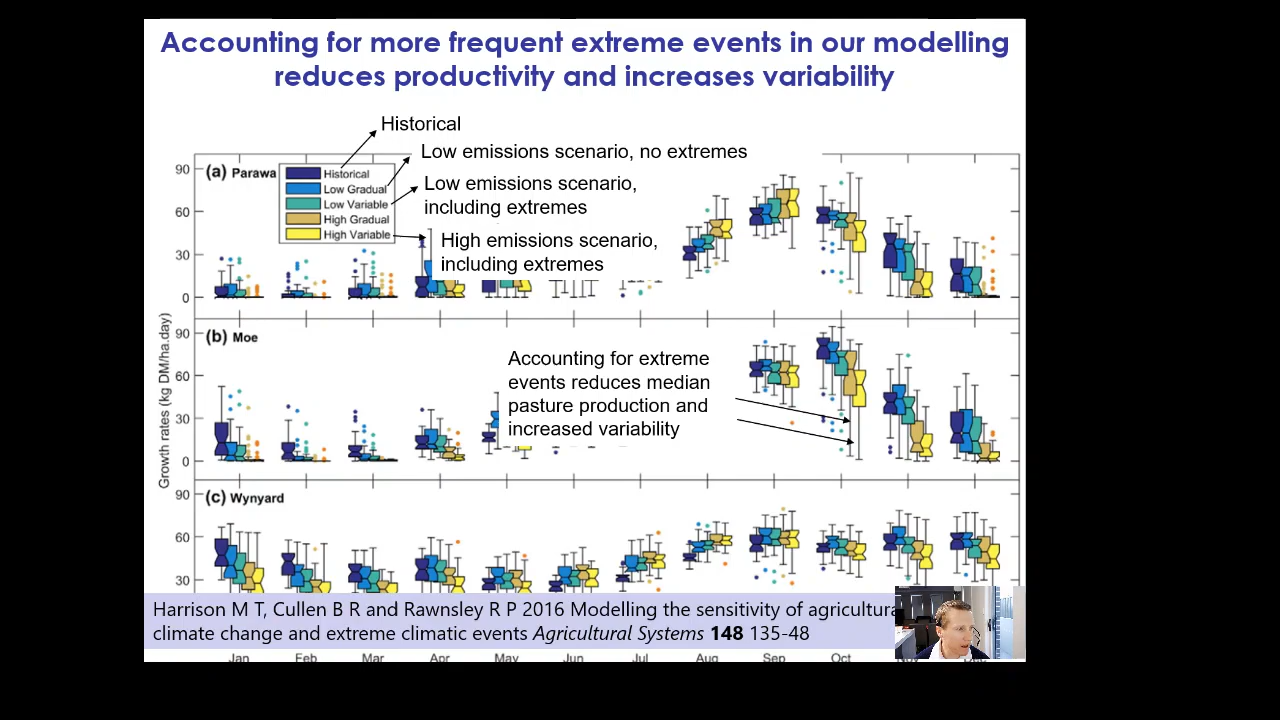 Accounting for more frequent extreme events in our modelling
reduces productivity and increases variability
Historical
Low emissions scenario, no extremes
Low emissions scenario,
including extremes
High emissions scenario,
including extremes
90
60
30
0
(a) Parawa
Historical
Low Gradual
Low Variable
High Gradual
High Variable
Growth rates (kg DM/ha.day)
90
60
30
0
(b) Moe
Accounting for extreme
events reduces median
pasture production and
increased variability
90
60
30
(c) Wynyard
Harrison M T, Cullen B R and Rawnsley R P 2016 Modelling the sensitivity of agricultura
climate change and extreme climatic events Agricultural Systems 148 135-48
Jan Feb Mar Apr May Jun Jul Aug Sep Oct Nov Dec